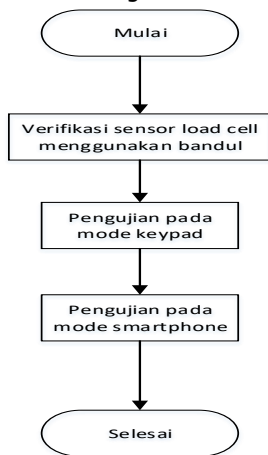 Mulai
Verifikasi sensor load cell
menggunakan bandul
Pengujian pada
mode keypad
Pengujian pada
mode smartphone
Selesai